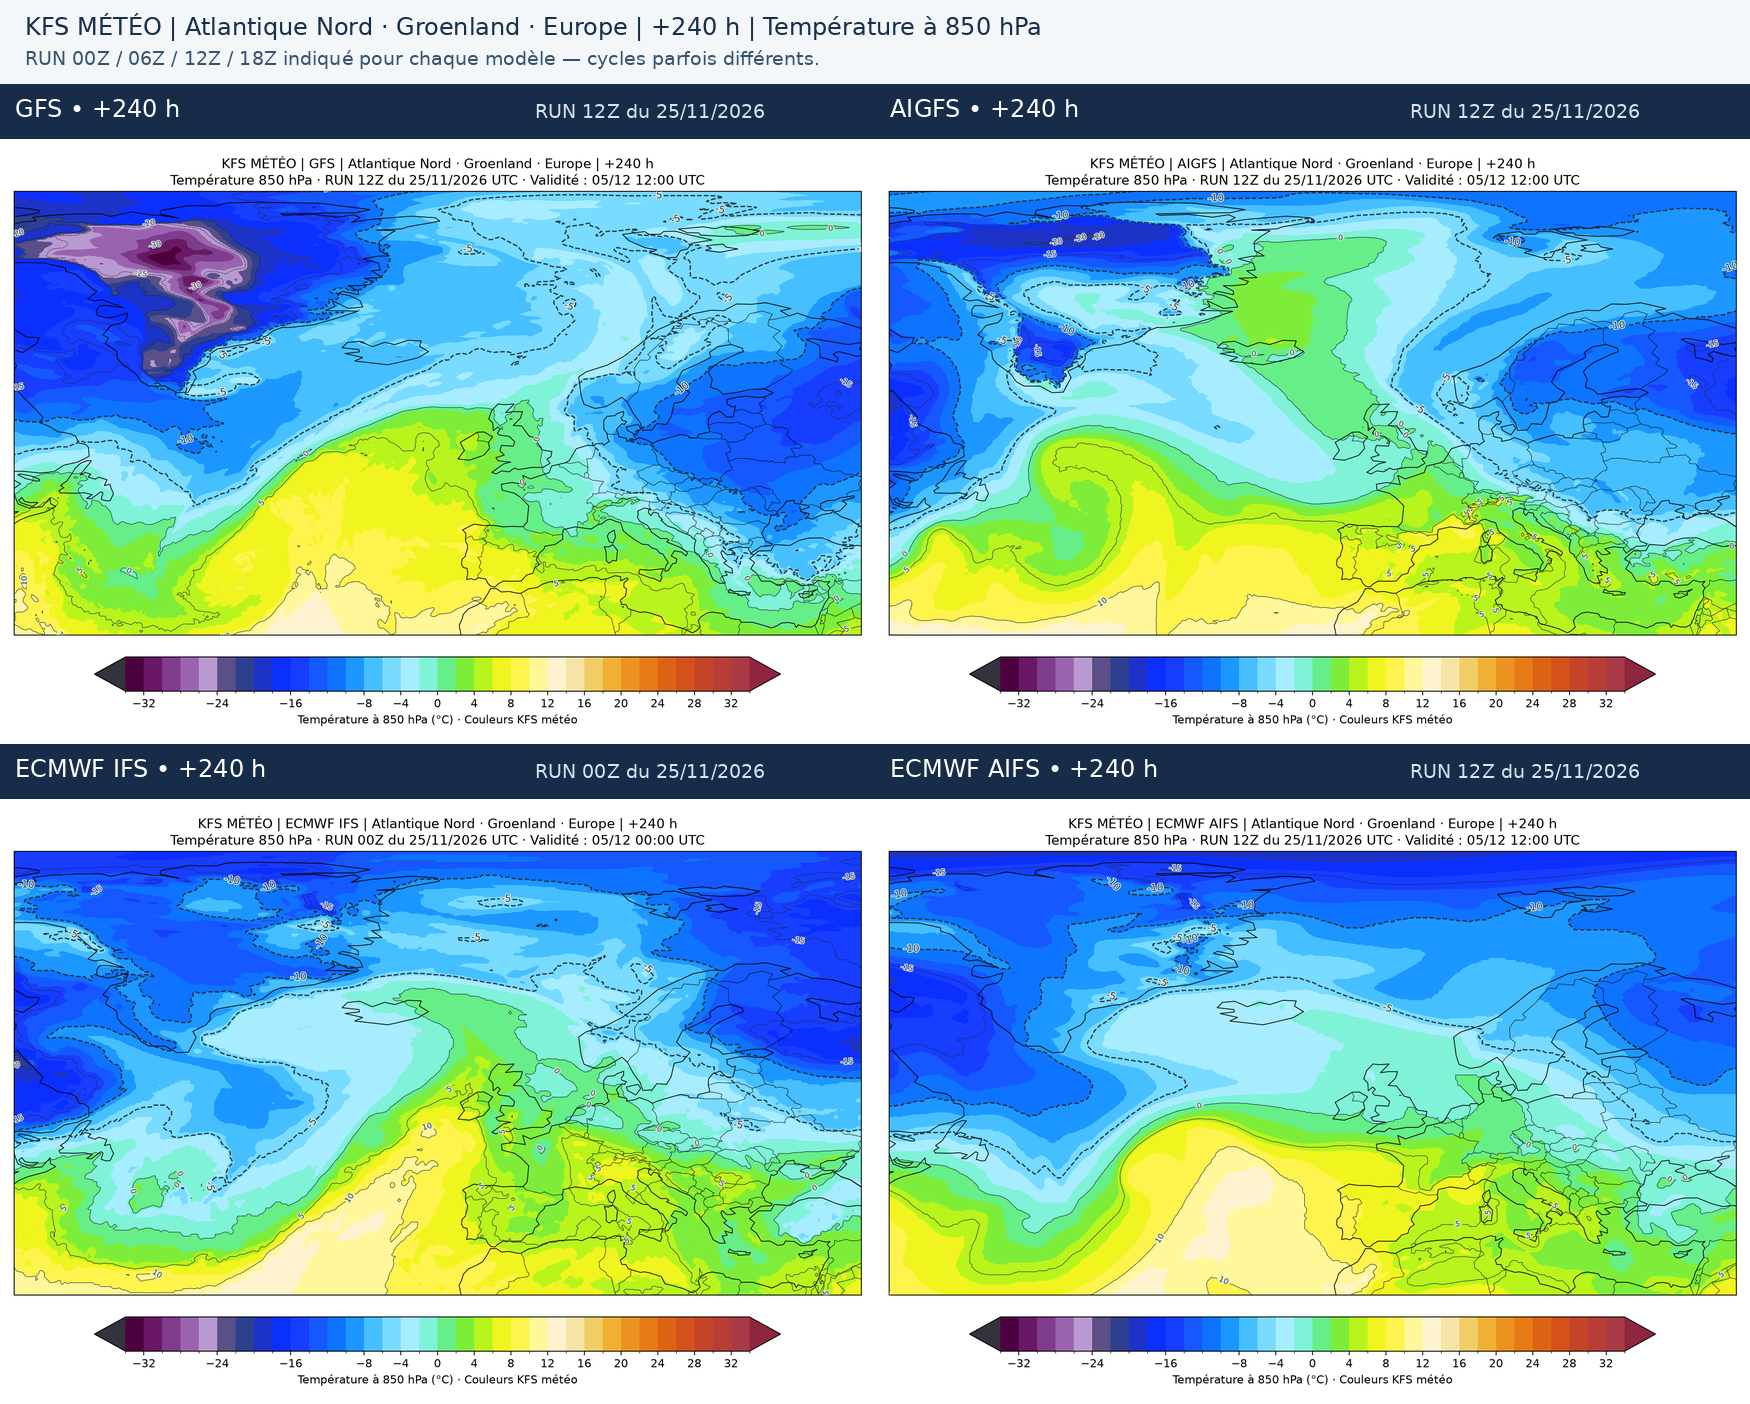 KFS MÉTÉO | Atlantique Nord · Groenland · Europe | +240 h | Température à 850 hPa
RUN 00Z / 06Z / 12Z / 18Z indiqué pour chaque modèle — cycles parfois différents.
GFS • +240 h
RUN 12Z du 25/11/2026
KFS MÉTÉO | GFS | Atlantique Nord · Groenland · Europe | +240 h
Température 850 hPa · RUN 12Z du 25/11/2026 UTC · Validité : 05/12 12:00 UTC
−32 −24 −16 −8 −4 0 4 8 12 16 20 24 28 32
Température à 850 hPa (°C) · Couleurs KFS météo
AIGFS • +240 h
RUN 12Z du 25/11/2026
KFS MÉTÉO | AIGFS | Atlantique Nord · Groenland · Europe | +240 h
Température 850 hPa · RUN 12Z du 25/11/2026 UTC · Validité : 05/12 12:00 UTC
−32 −24 −16 −8 −4 0 4 8 12 16 20 24 28 32
Température à 850 hPa (°C) · Couleurs KFS météo
ECMWF IFS • +240 h
RUN 00Z du 25/11/2026
KFS MÉTÉO | ECMWF IFS | Atlantique Nord · Groenland · Europe | +240 h
Température 850 hPa · RUN 00Z du 25/11/2026 UTC · Validité : 05/12 00:00 UTC
−32 −24 −16 −8 −4 0 4 8 12 16 20 24 28 32
Température à 850 hPa (°C) · Couleurs KFS météo
ECMWF AIFS • +240 h
RUN 12Z du 25/11/2026
KFS MÉTÉO | ECMWF AIFS | Atlantique Nord · Groenland · Europe | +240 h
Température 850 hPa · RUN 12Z du 25/11/2026 UTC · Validité : 05/12 12:00 UTC
−32 −24 −16 −8 −4 0 4 8 12 16 20 24 28 32
Température à 850 hPa (°C) · Couleurs KFS météo